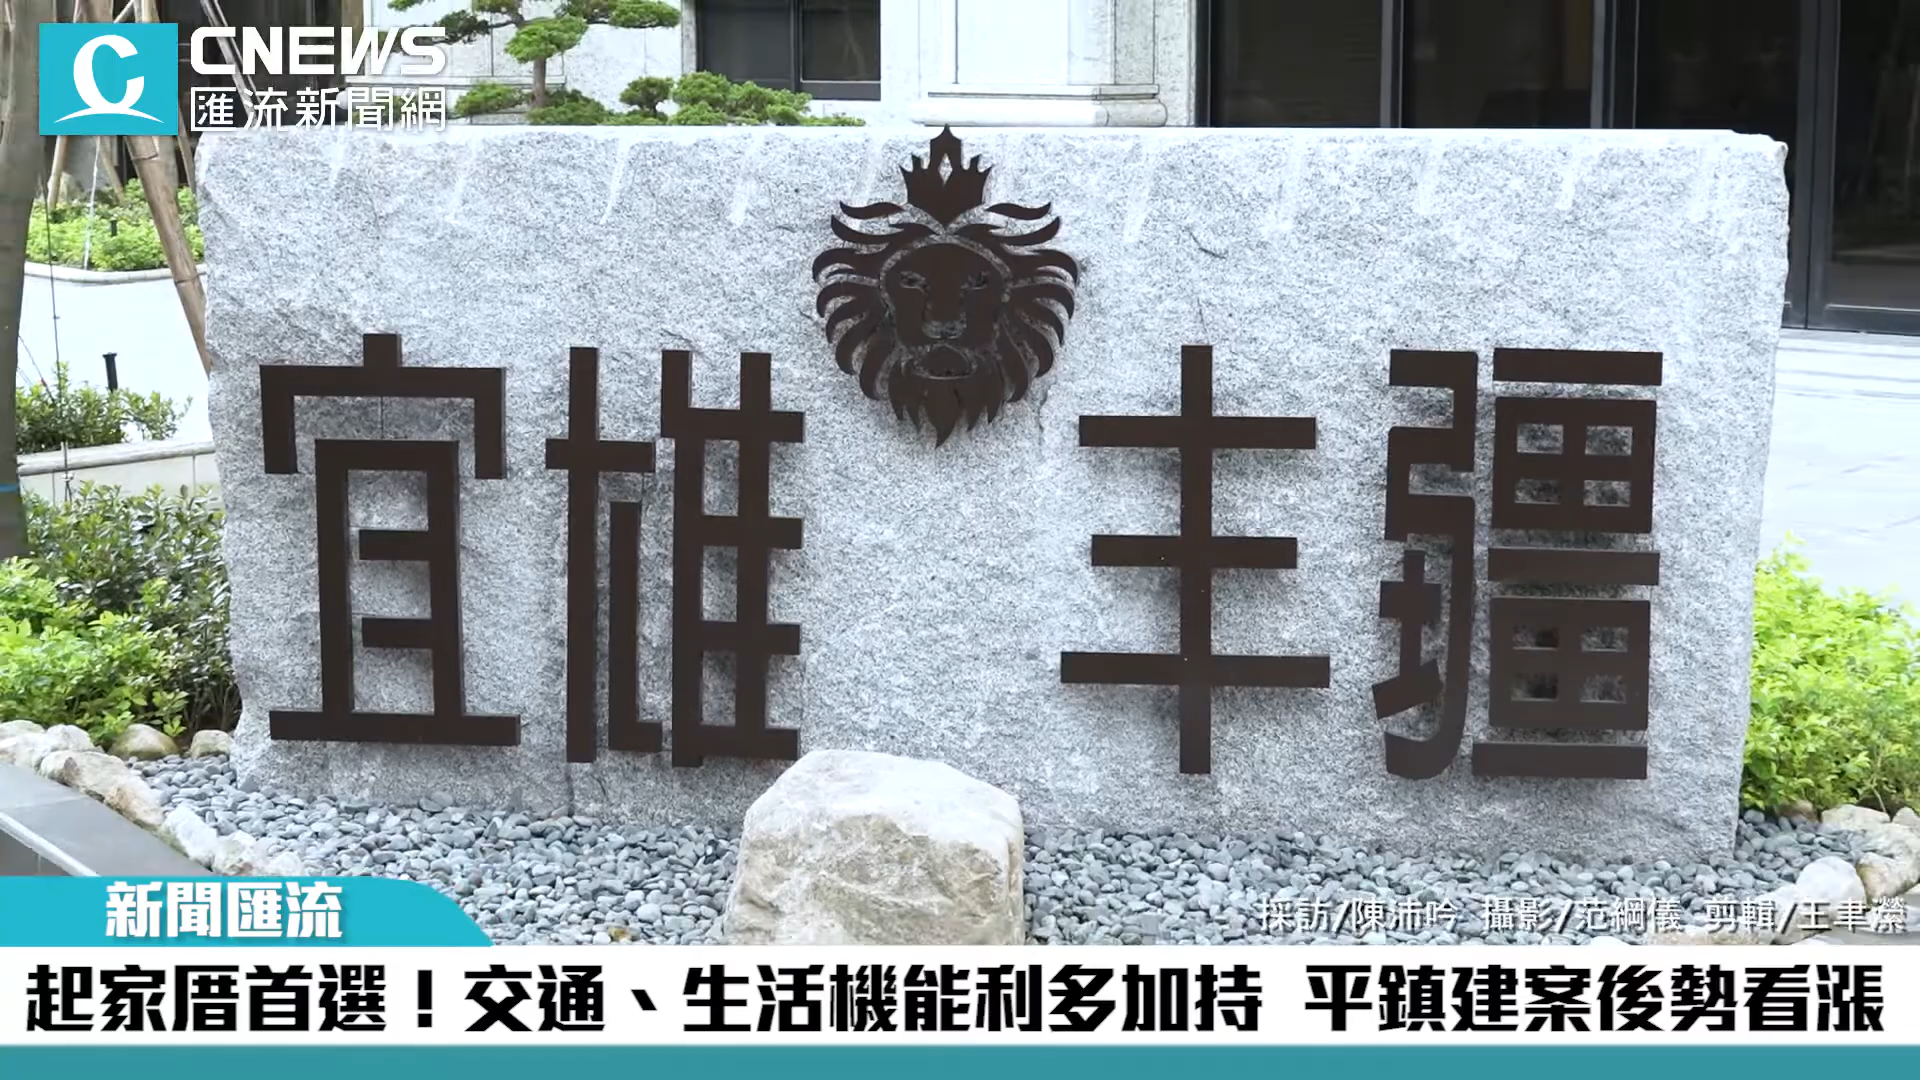 CNEWS
匯流新聞網
宜雄 丰疆
新聞匯流
採訪/陳沛吟 攝影/范綱儀 剪輯/王聿瀠
起家厝首選！交通、生活機能利多加持 平鎮建案後勢看漲